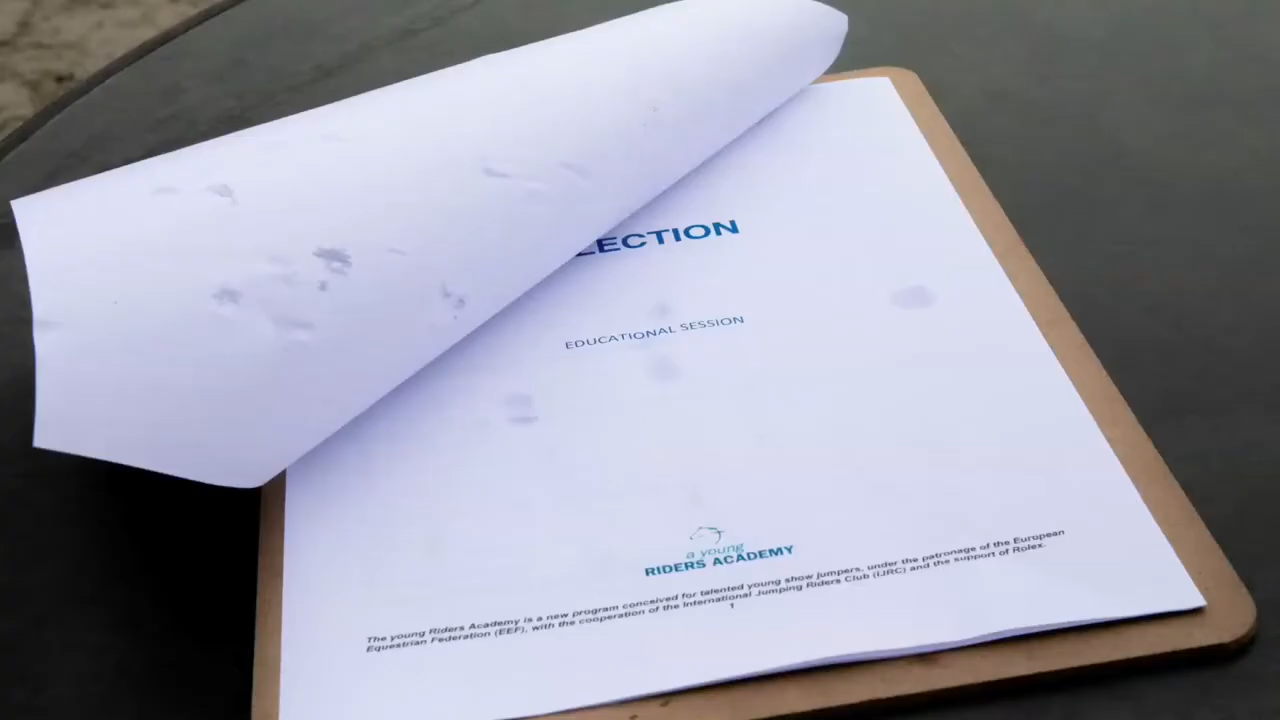 LECTION
EDUCATIONAL SESSION
a young
RIDERS ACADEMY
The young Riders Academy is a new program conceived for talented young show jumpers, under the patronage of the European
Equestrian Federation (EEF), with the cooperation of the International Jumping Riders Club (IJRC) and the support of Rolex.
1